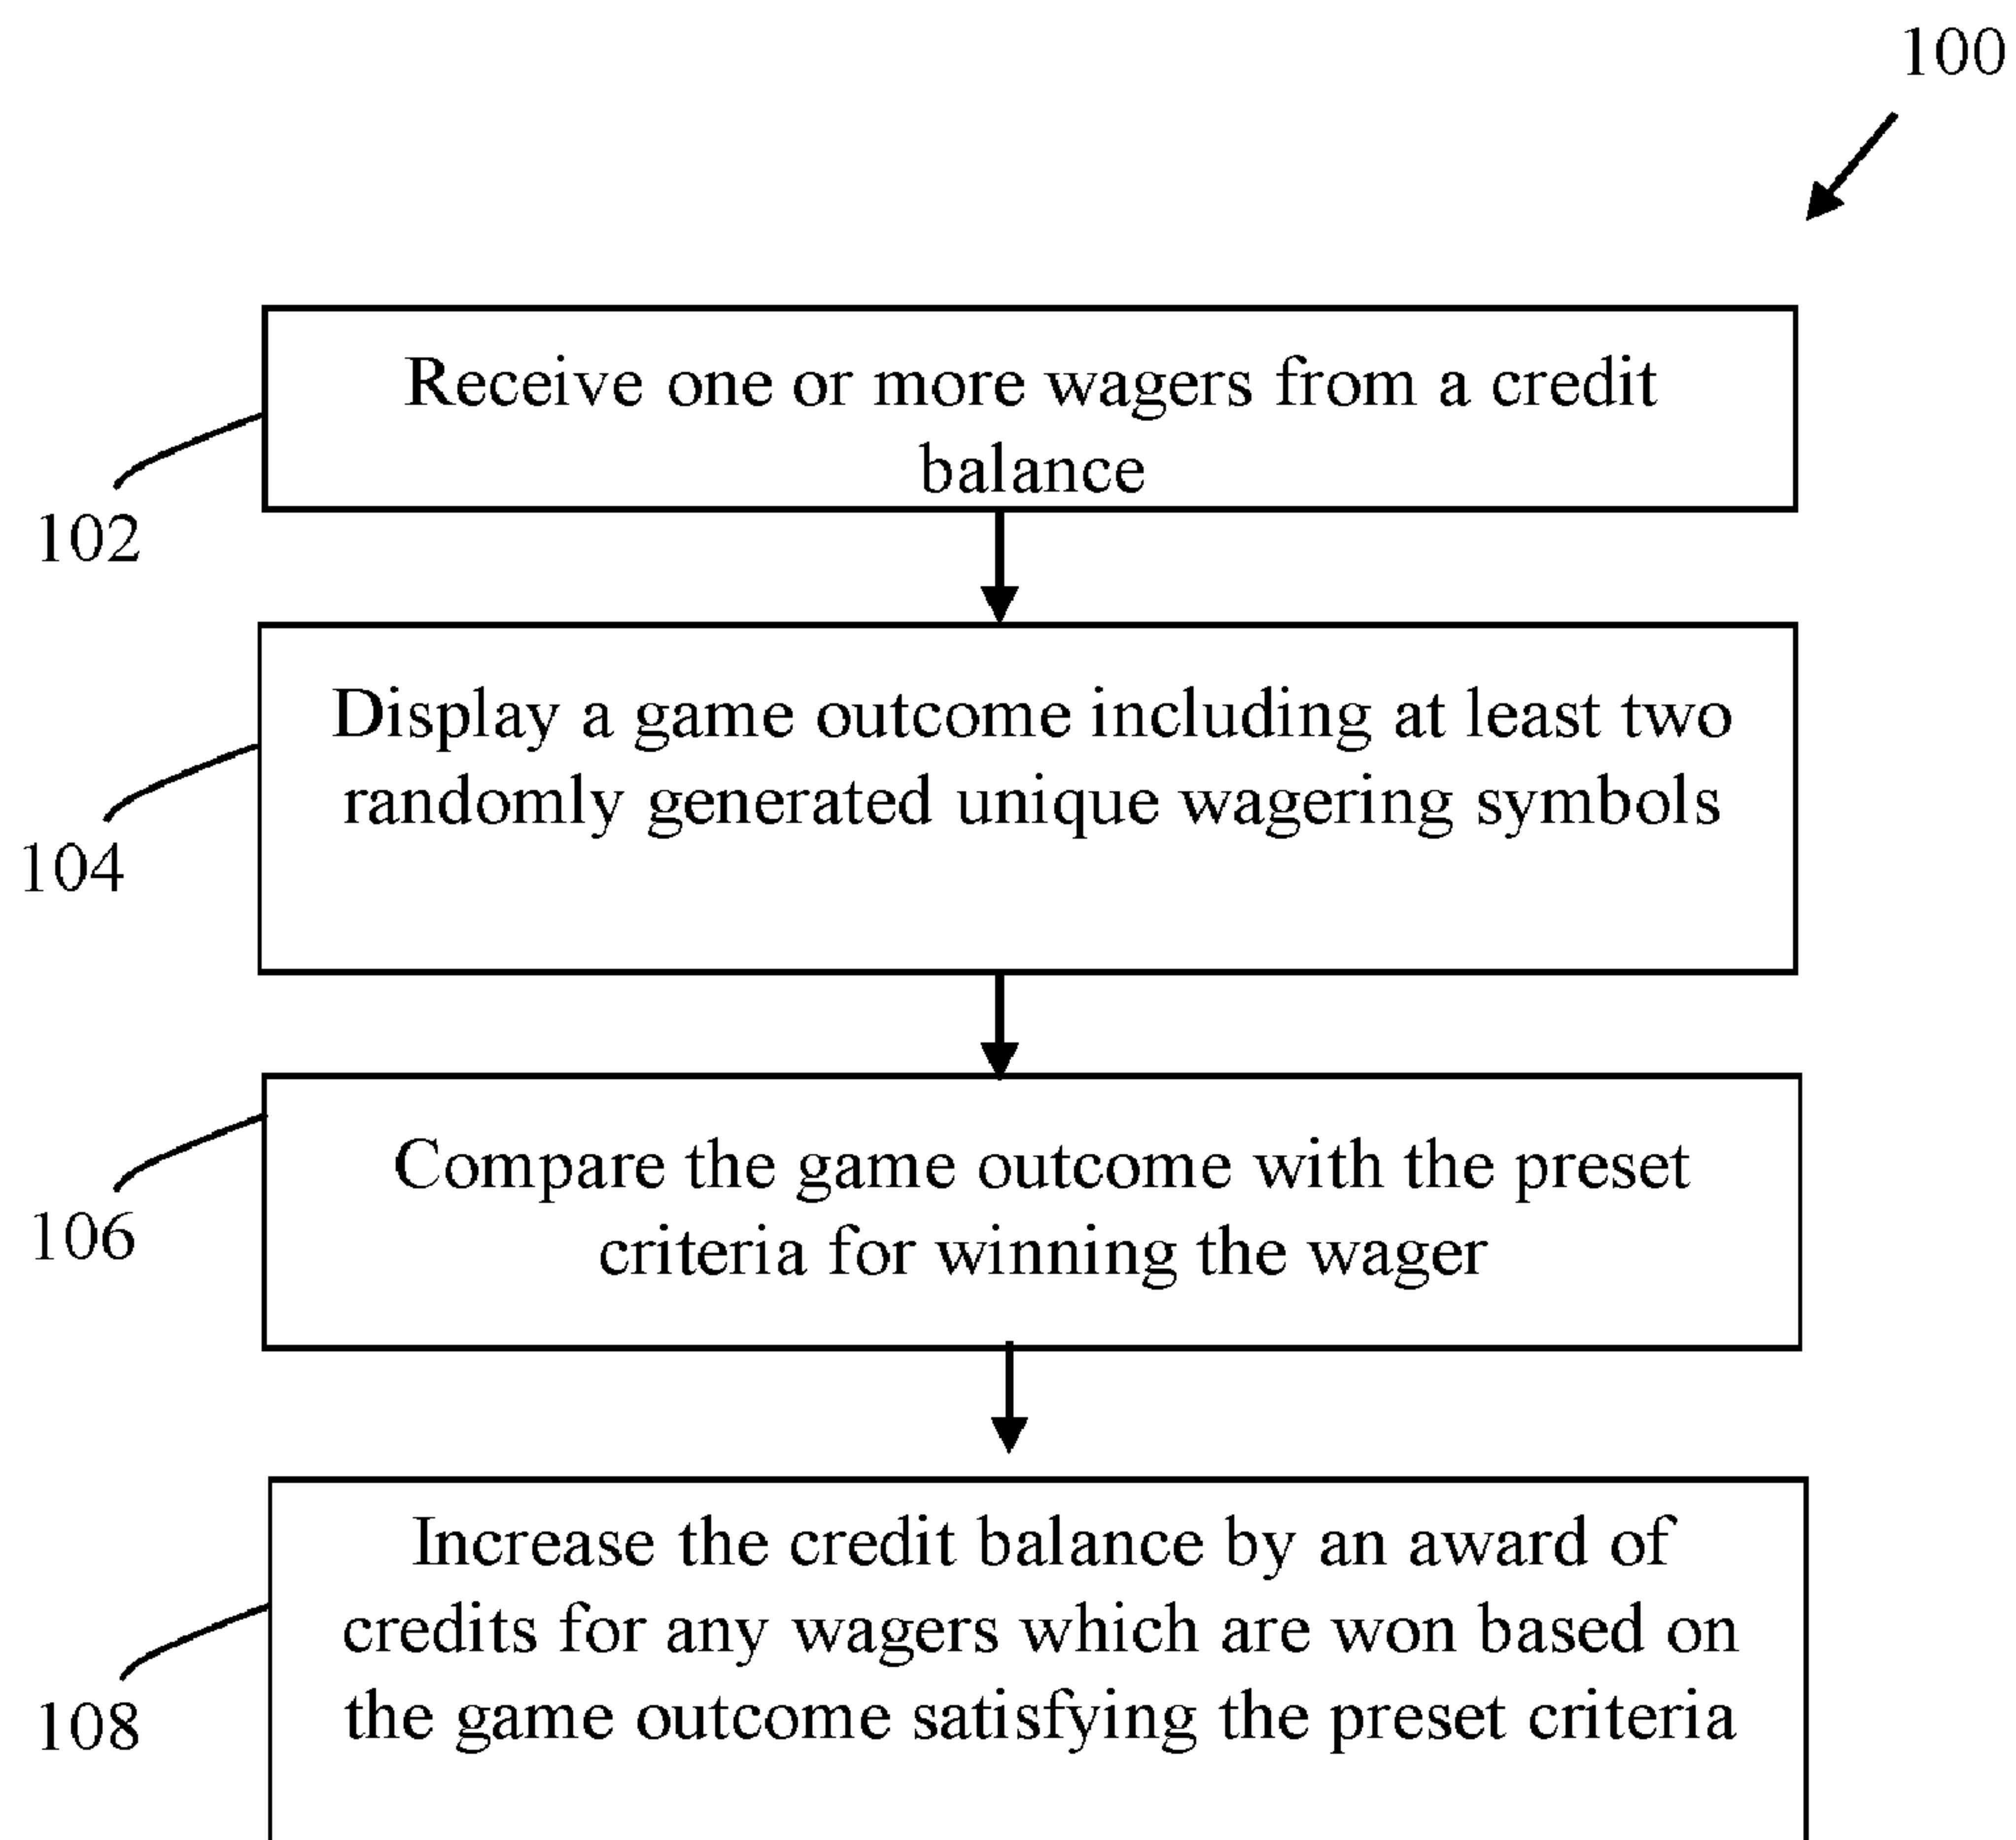 100
Receive one or more wagers from a credit
balance
102
Display a game outcome including at least two
randomly generated unique wagering symbols
104
Compare the game outcome with the preset
criteria for winning the wager
106
Increase the credit balance by an award of
credits for any wagers which are won based on
the game outcome satisfying the preset criteria
108